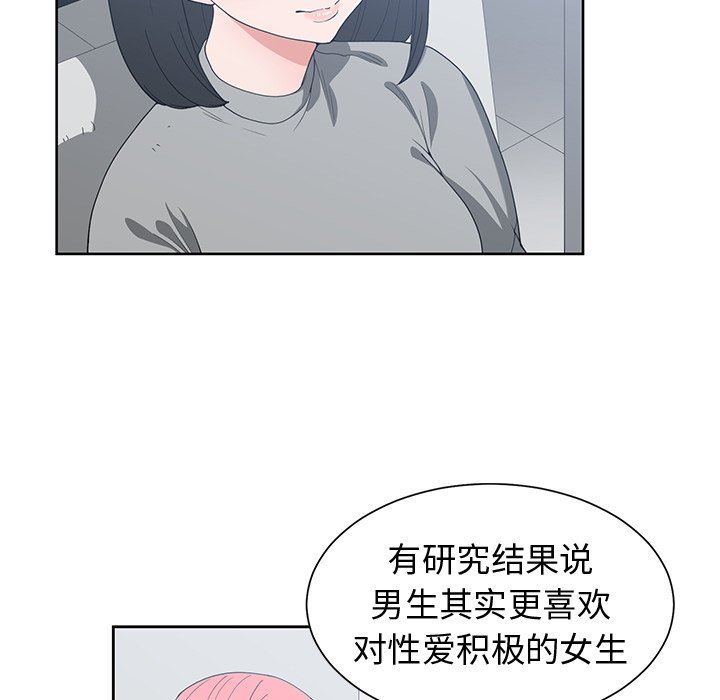 有研究结果说
男生其实更喜欢
对性爱积极的女生